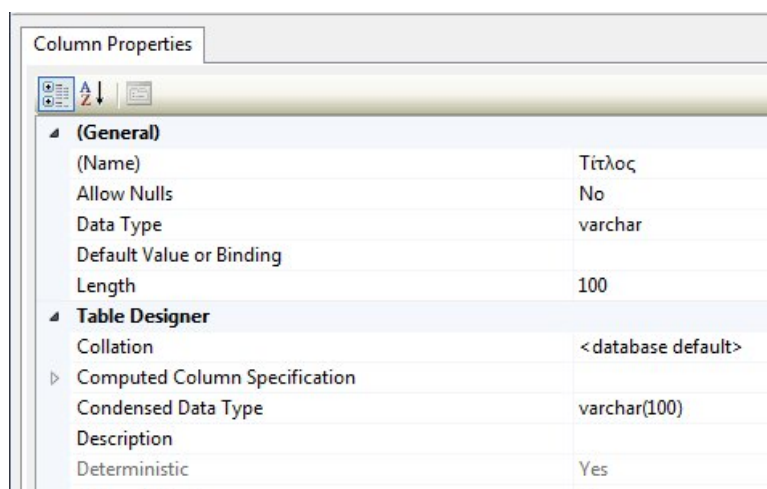 Column Properties
(General)
(Name) Τίτλος
Allow Nulls No
Data Type varchar
Default Value or Binding
Length 100
Table Designer
Collation <database default>
Computed Column Specification
Condensed Data Type varchar(100)
Description
Deterministic Yes